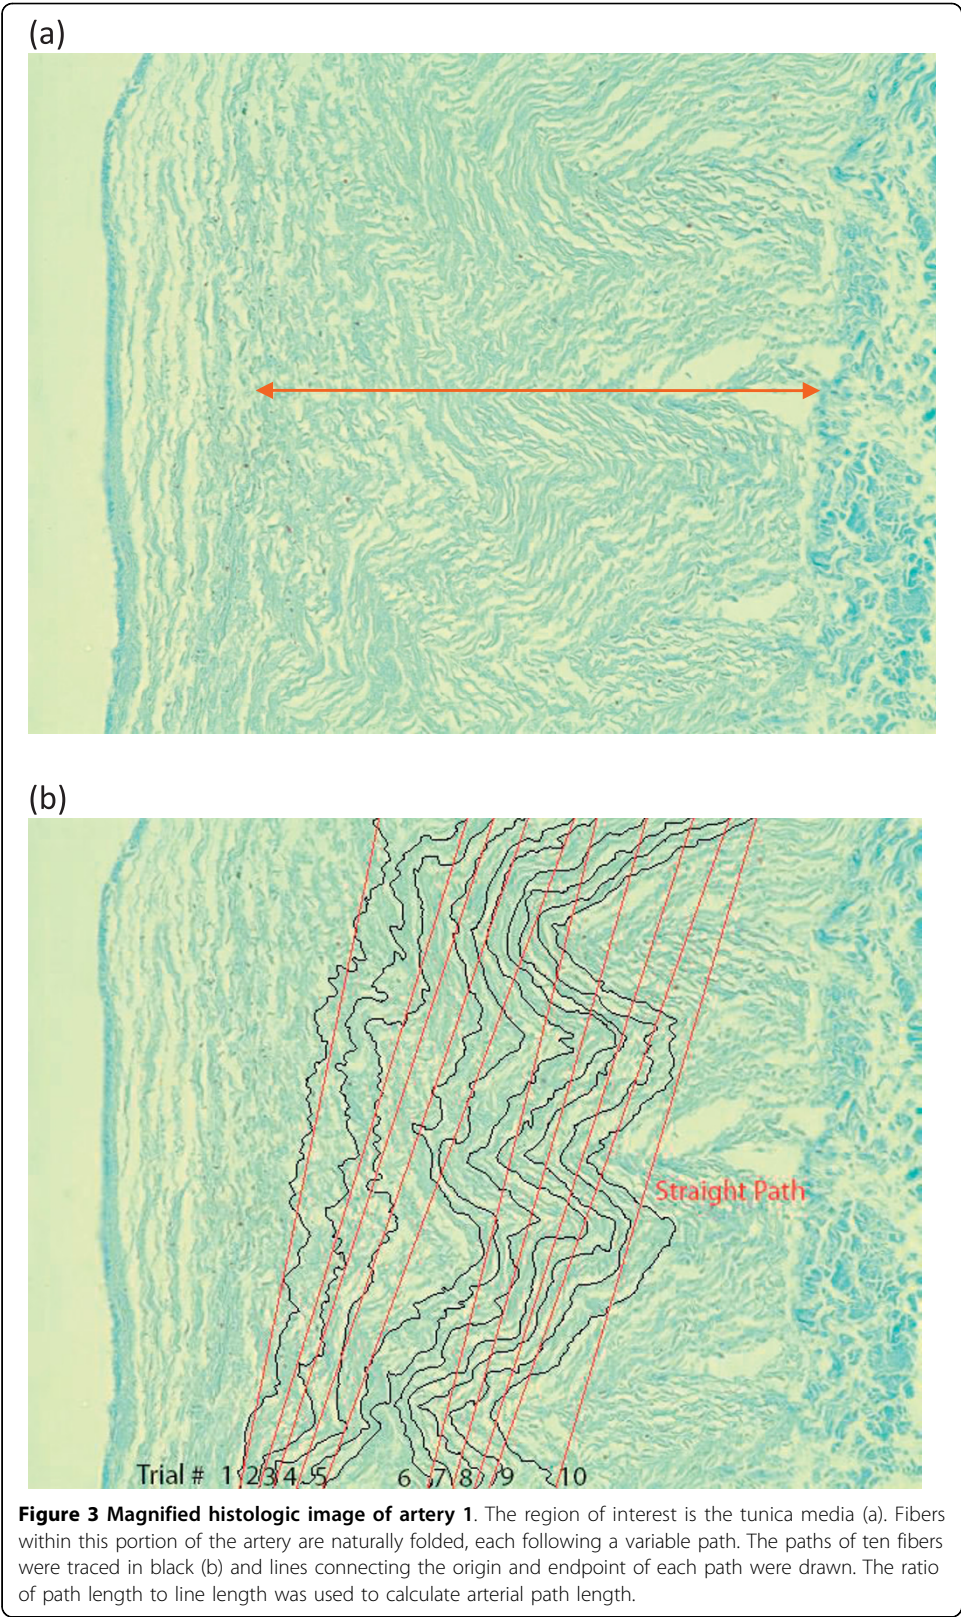 (a)
(b)
Straight Path
Trial # 1 2 3 4 5 6 7 8 9 10
Figure 3 Magnified histologic image of artery 1. The region of interest is the tunica media (a). Fibers
within this portion of the artery are naturally folded, each following a variable path. The paths of ten fibers
were traced in black (b) and lines connecting the origin and endpoint of each path were drawn. The ratio
of path length to line length was used to calculate arterial path length.